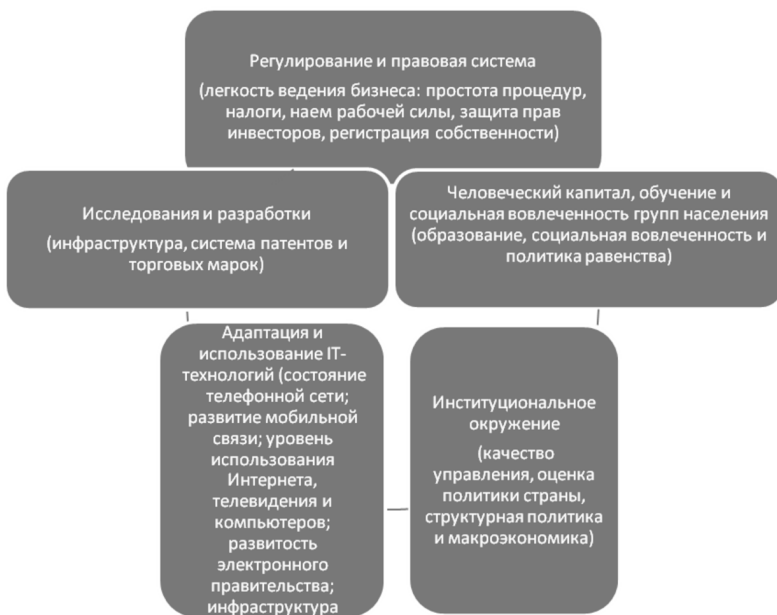 Регулирование и правовая система
(легкость ведения бизнеса: простота процедур,
налоги, наем рабочей силы, защита прав
инвесторов, регистрация собственности)
Исследования и разработки
(инфраструктура, система патентов и
торговых марок)
Человеческий капитал, обучение и
социальная вовлеченность групп населения
(образование, социальная вовлеченность и
политика равенства)
Адаптация и
использование IT-
технологий (состояние
телефонной сети;
развитие мобильной
связи; уровень
использования
Интернета,
телевидения и
компьютеров;
развитость
электронного
правительства;
инфраструктура
Институциональное
окружение
(качество
управления, оценка
политики страны,
структурная политика
и макроэкономика)